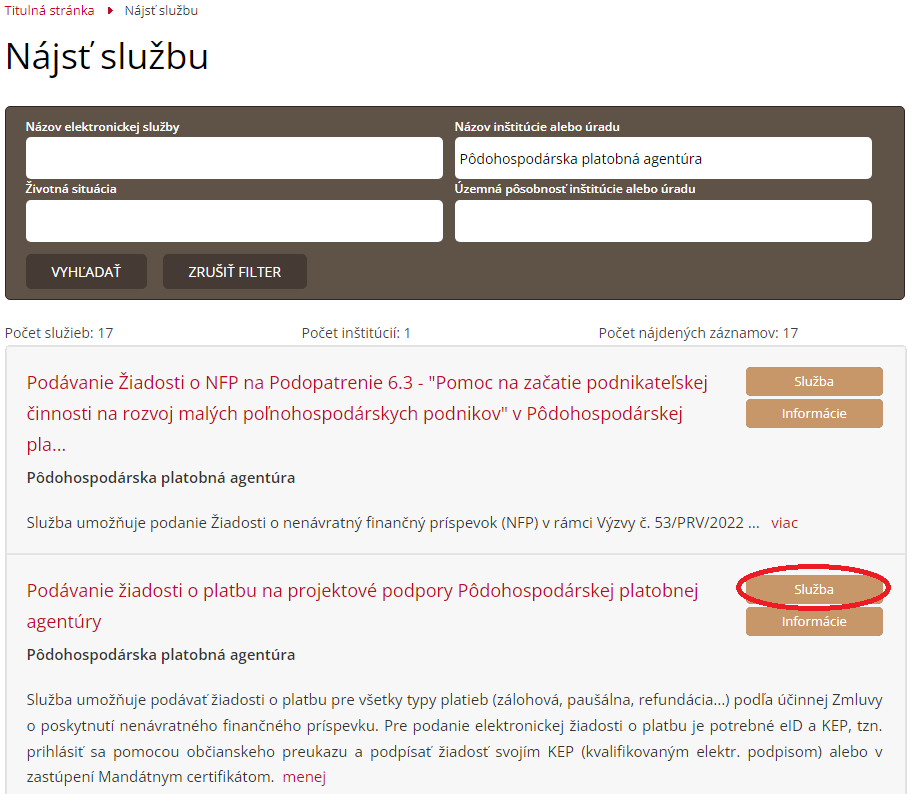 Titulná stránka ▸ Nájsť službu
Nájsť službu
Názov elektronickej služby
Názov inštitúcie alebo úradu
Pôdohospodárska platobná agentúra
Životná situácia
Územná pôsobnosť inštitúcie alebo úradu
VYHĽADAŤ
ZRUŠIŤ FILTER
Počet služieb: 17
Počet inštitúcií: 1
Počet nájdených záznamov: 17
Podávanie Žiadosti o NFP na Podopatrenie 6.3 - "Pomoc na začatie podnikateľskej
činnosti na rozvoj malých poľnohospodárskych podnikov" v Pôdohospodárskej
pla...
Služba
Informácie
Pôdohospodárska platobná agentúra
Služba umožňuje podanie Žiadosti o nenávratný finančný príspevok (NFP) v rámci Výzvy č. 53/PRV/2022 ... viac
Podávanie žiadosti o platbu na projektové podpory Pôdohospodárskej platobnej
agentúry
Služba
Informácie
Pôdohospodárska platobná agentúra
Služba umožňuje podávať žiadosti o platbu pre všetky typy platieb (zálohová, paušálna, refundácia...) podľa účinnej Zmluvy
o poskytnutí nenávratného finančného príspevku. Pre podanie elektronickej žiadosti o platbu je potrebné eID a KEP, tzn.
prihlásiť sa pomocou občianskeho preukazu a podpísať žiadosť svojím KEP (kvalifikovaným elektr. podpisom) alebo v
zastúpení Mandátnym certifikátom. menej